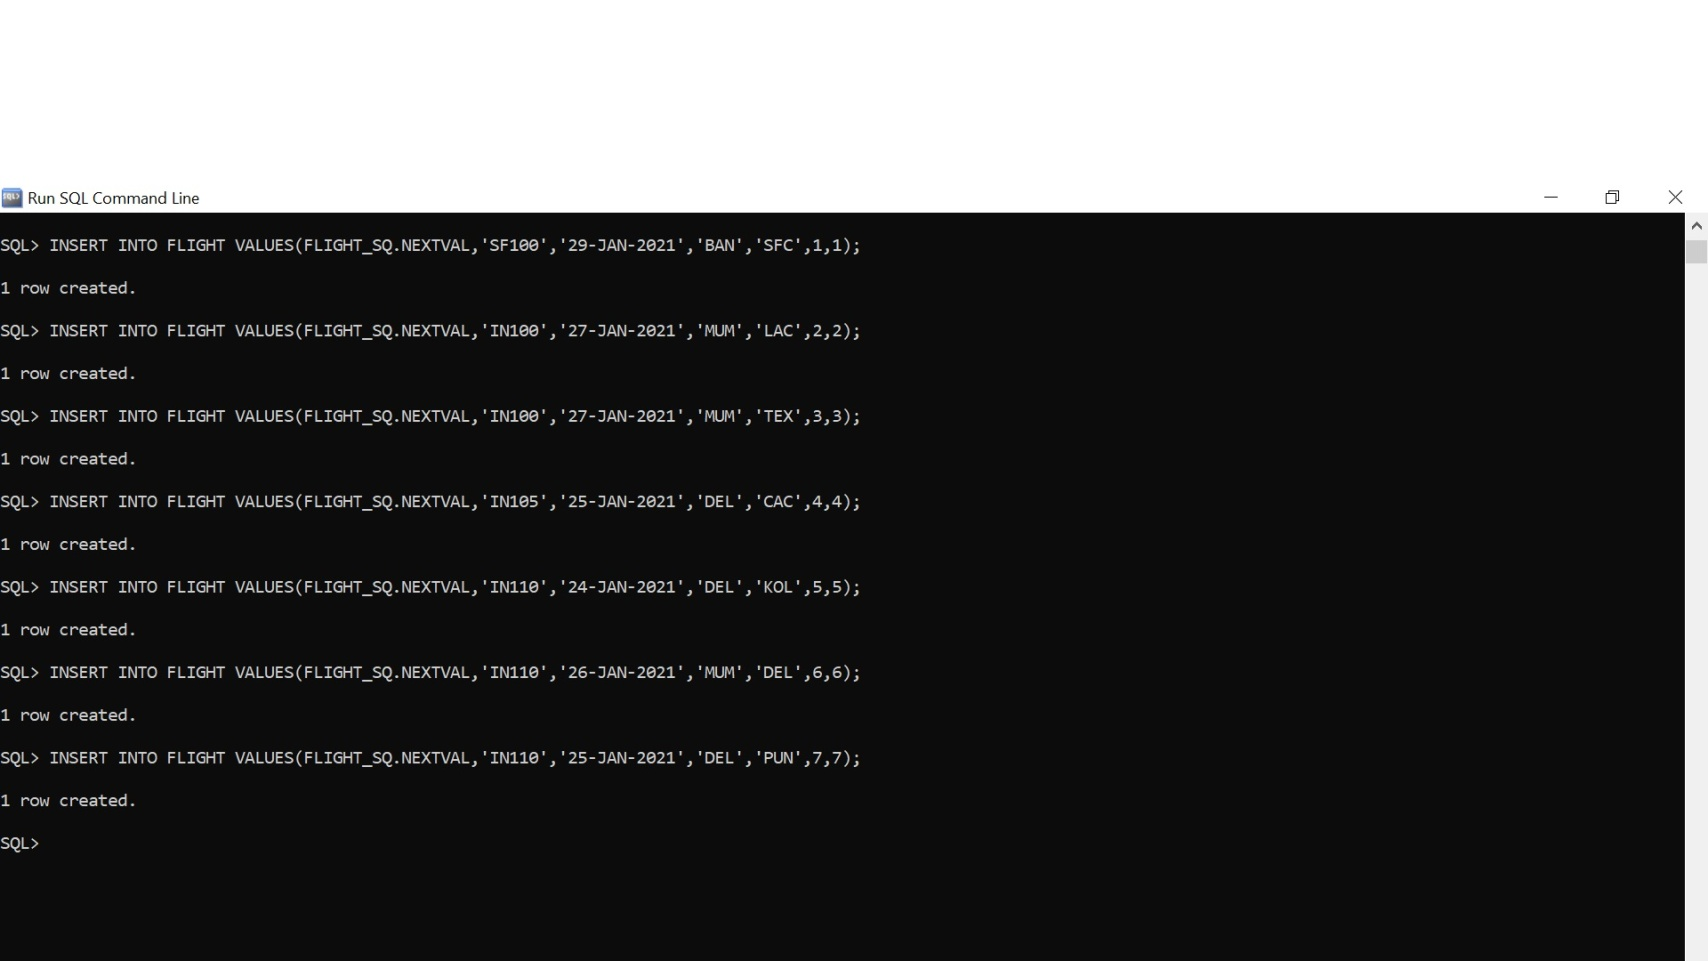 Run SQL Command Line
SQL> INSERT INTO FLIGHT VALUES(FLIGHT_SQ.NEXTVAL,'SF100','29-JAN-2021','BAN','SFC',1,1);
1 row created.
SQL> INSERT INTO FLIGHT VALUES(FLIGHT_SQ.NEXTVAL,'IN100','27-JAN-2021','MUM','LAC',2,2);
1 row created.
SQL> INSERT INTO FLIGHT VALUES(FLIGHT_SQ.NEXTVAL,'IN100','27-JAN-2021','MUM','TEX',3,3);
1 row created.
SQL> INSERT INTO FLIGHT VALUES(FLIGHT_SQ.NEXTVAL,'IN105','25-JAN-2021','DEL','CAC',4,4);
1 row created.
SQL> INSERT INTO FLIGHT VALUES(FLIGHT_SQ.NEXTVAL,'IN110','24-JAN-2021','DEL','KOL',5,5);
1 row created.
SQL> INSERT INTO FLIGHT VALUES(FLIGHT_SQ.NEXTVAL,'IN110','26-JAN-2021','MUM','DEL',6,6);
1 row created.
SQL> INSERT INTO FLIGHT VALUES(FLIGHT_SQ.NEXTVAL,'IN110','25-JAN-2021','DEL','PUN',7,7);
1 row created.
SQL>